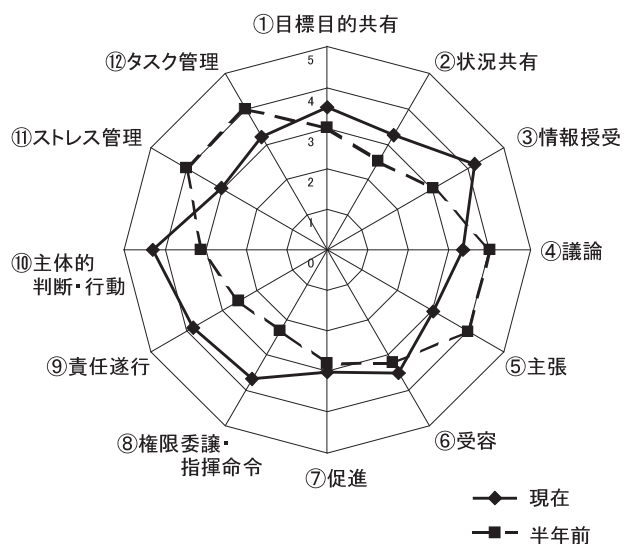 ①目標目的共有
②状況共有
③情報授受
④議論
⑤主張
⑥受容
⑦促進
⑧権限委譲・
指揮命令
⑨責任遂行
⑩主体的
判断・行動
⑪ストレス管理
⑫タスク管理
5
4
3
2
1
0
現在
半年前